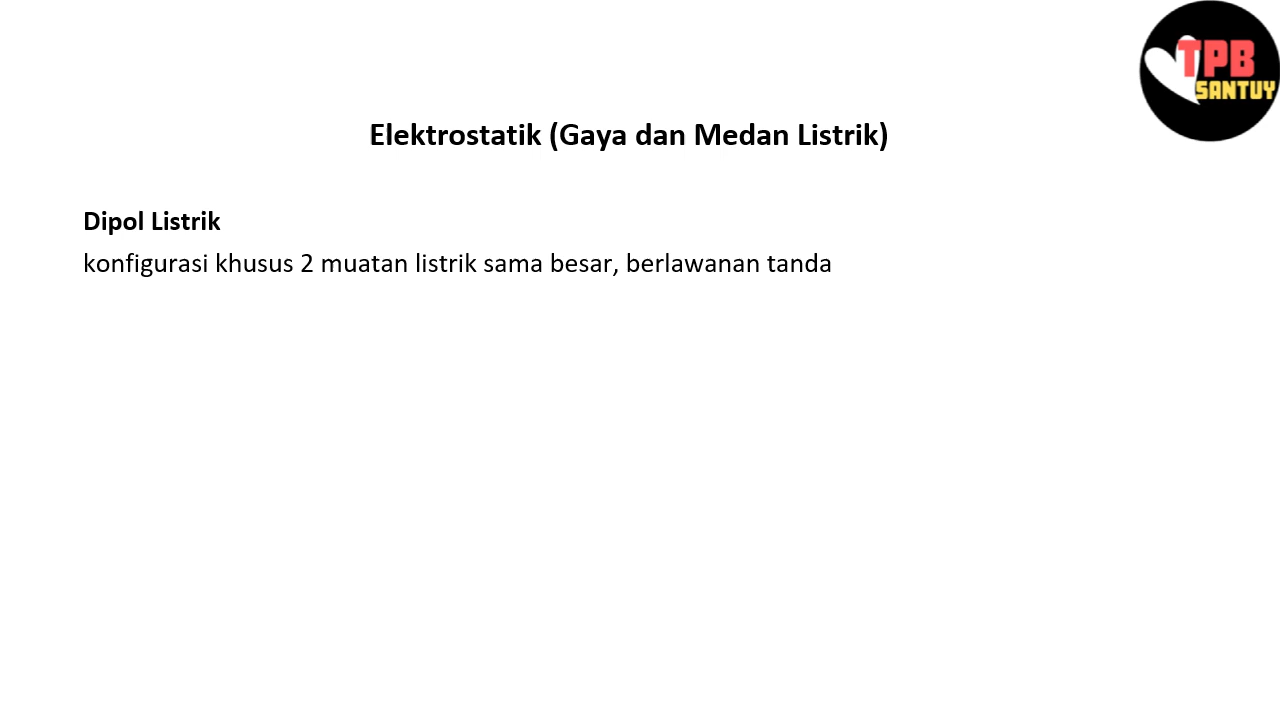 TPB
SANTUY
Elektrostatik (Gaya dan Medan Listrik)
Dipol Listrik
konfigurasi khusus 2 muatan listrik sama besar, berlawanan tanda